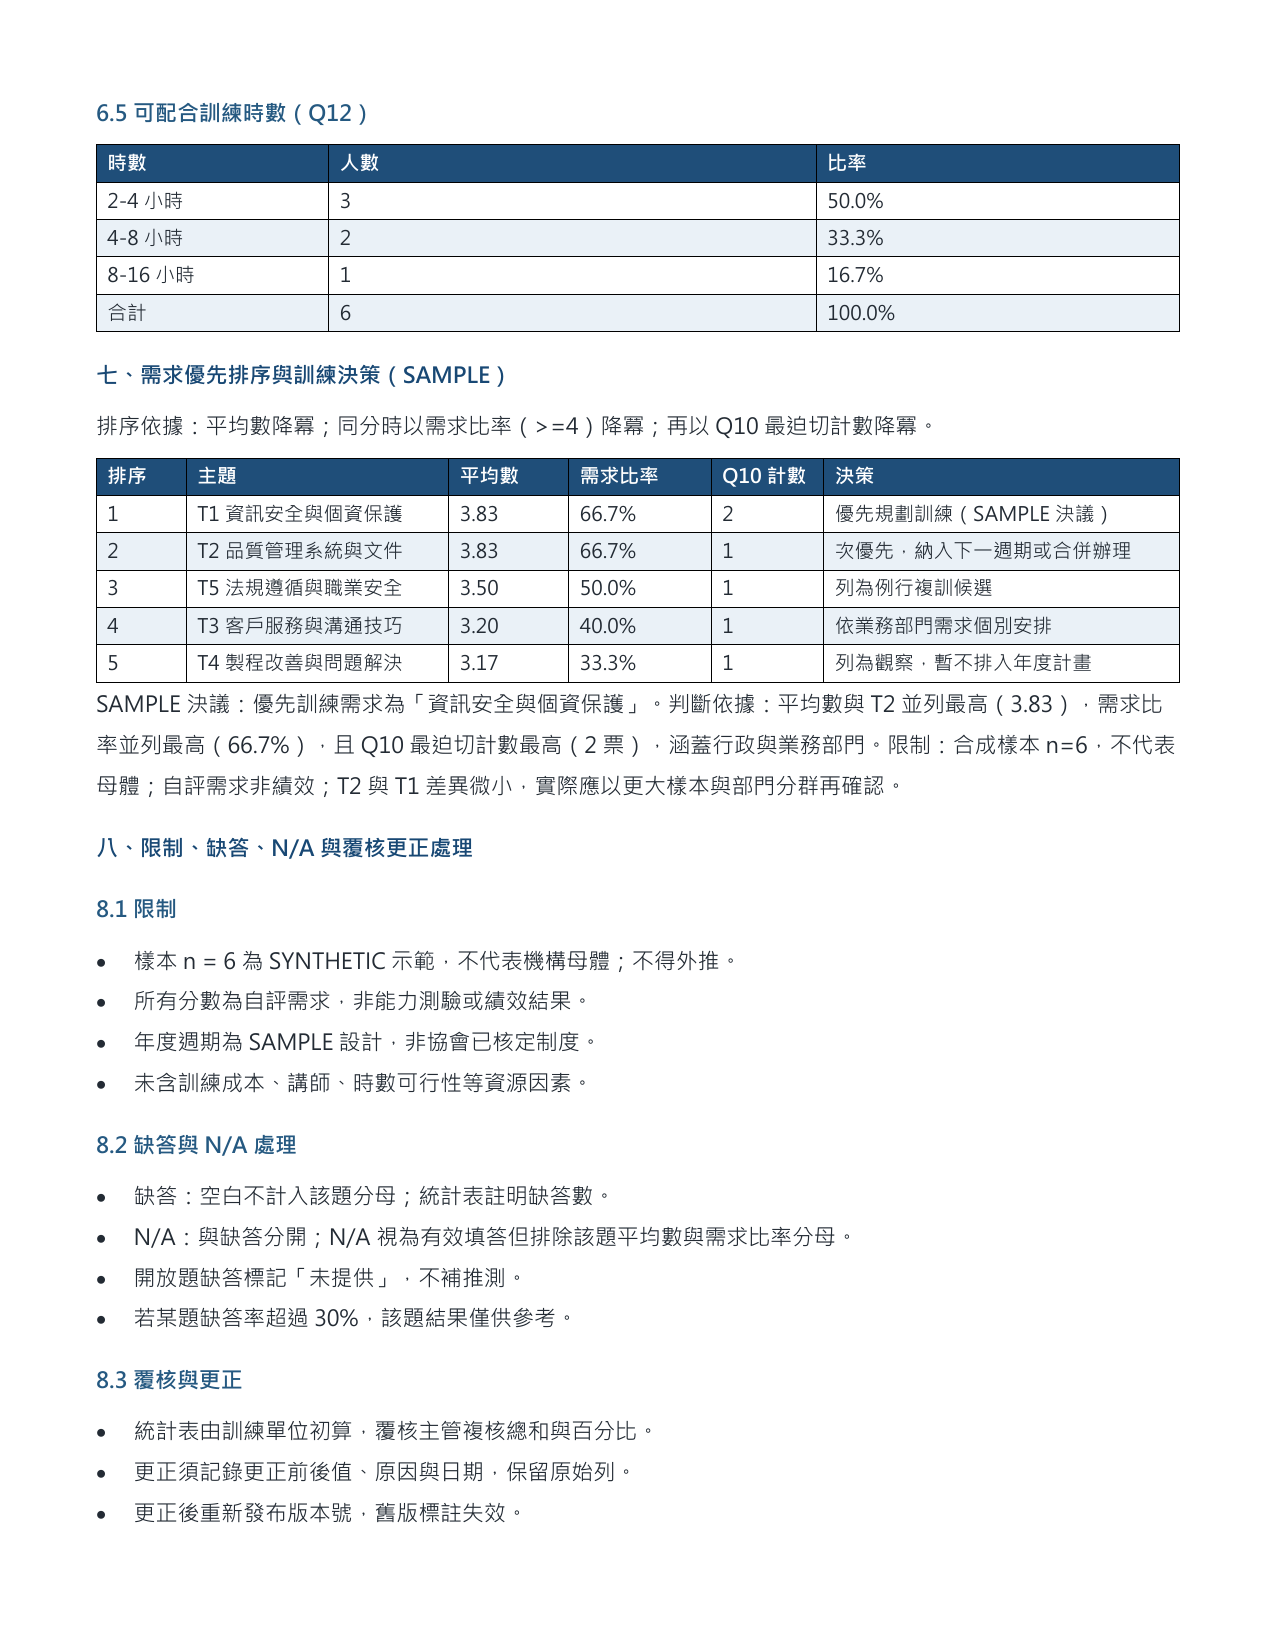 6.5 可配合訓練時數（Q12）
時數 人數 比率
2-4 小時 3 50.0%
4-8 小時 2 33.3%
8-16 小時 1 16.7%
合計 6 100.0%
七、需求優先排序與訓練決策（SAMPLE）
排序依據：平均數降冪；同分時以需求比率（>=4）降冪；再以 Q10 最迫切計數降冪。
排序 主題 平均數 需求比率 Q10 計數 決策
1 T1 資訊安全與個資保護 3.83 66.7% 2 優先規劃訓練（SAMPLE 決議）
2 T2 品質管理系統與文件 3.83 66.7% 1 次優先，納入下一週期或合併辦理
3 T5 法規遵循與職業安全 3.50 50.0% 1 列為例行複訓候選
4 T3 客戶服務與溝通技巧 3.20 40.0% 1 依業務部門需求個別安排
5 T4 製程改善與問題解決 3.17 33.3% 1 列為觀察，暫不排入年度計畫
SAMPLE 決議：優先訓練需求為「資訊安全與個資保護」。判斷依據：平均數與 T2 並列最高（3.83），需求比
率並列最高（66.7%），且 Q10 最迫切計數最高（2 票），涵蓋行政與業務部門。限制：合成樣本 n=6，不代表
母體；自評需求非績效；T2 與 T1 差異微小，實際應以更大樣本與部門分群再確認。
八、限制、缺答、N/A 與覆核更正處理
8.1 限制
● 樣本 n = 6 為 SYNTHETIC 示範，不代表機構母體；不得外推。
● 所有分數為自評需求，非能力測驗或績效結果。
● 年度週期為 SAMPLE 設計，非協會已核定制度。
● 未含訓練成本、講師、時數可行性等資源因素。
8.2 缺答與 N/A 處理
● 缺答：空白不計入該題分母；統計表註明缺答數。
● N/A：與缺答分開；N/A 視為有效填答但排除該題平均數與需求比率分母。
● 開放題缺答標記「未提供」，不補推測。
● 若某題缺答率超過 30%，該題結果僅供參考。
8.3 覆核與更正
● 統計表由訓練單位初算，覆核主管複核總和與百分比。
● 更正須記錄更正前後值、原因與日期，保留原始列。
● 更正後重新發布版本號，舊版標註失效。